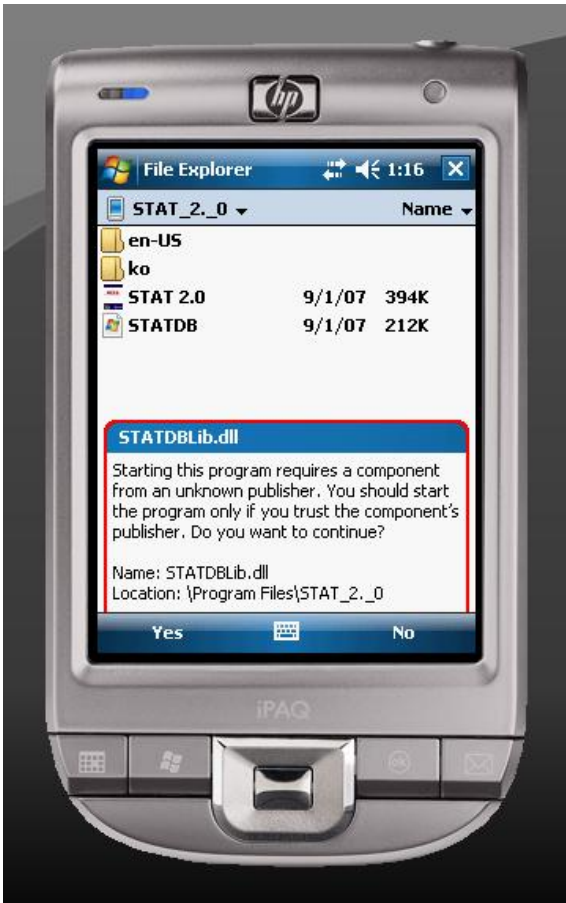 hp
File Explorer 1:16
STAT_2._0 Name
en-US
ko
STAT 2.0 9/1/07 394K
STATDB 9/1/07 212K
STATDBLib.dll
Starting this program requires a component
from an unknown publisher. You should start
the program only if you trust the component's
publisher. Do you want to continue?
Name: STATDBLib.dll
Location: \Program Files\STAT_2._0
Yes No
iPAQ
ok